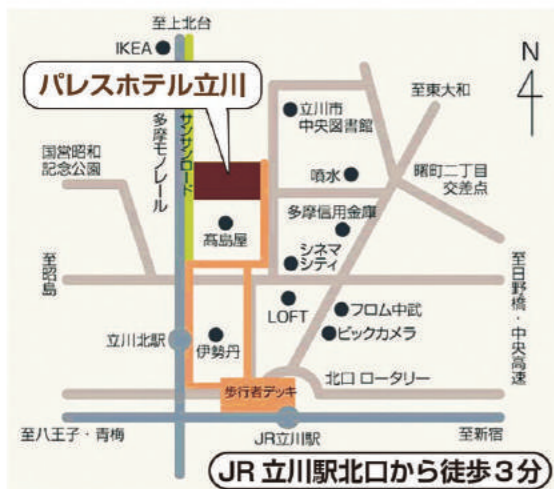 至上北台
IKEA
パレスホテル立川
N
至東大和
立川市
中央図書館
サンサンロード
多摩モノレール
国営昭和
記念公園
噴水
曙町二丁目
交差点
多摩信用金庫
髙島屋
シネマ
シティ
至昭島
至日野橋・中央高速
LOFT
フロム中武
ビックカメラ
立川北駅
伊勢丹
北口 ロータリー
歩行者デッキ
至八王子・青梅
JR立川駅
至新宿
JR 立川駅北口から徒歩3分